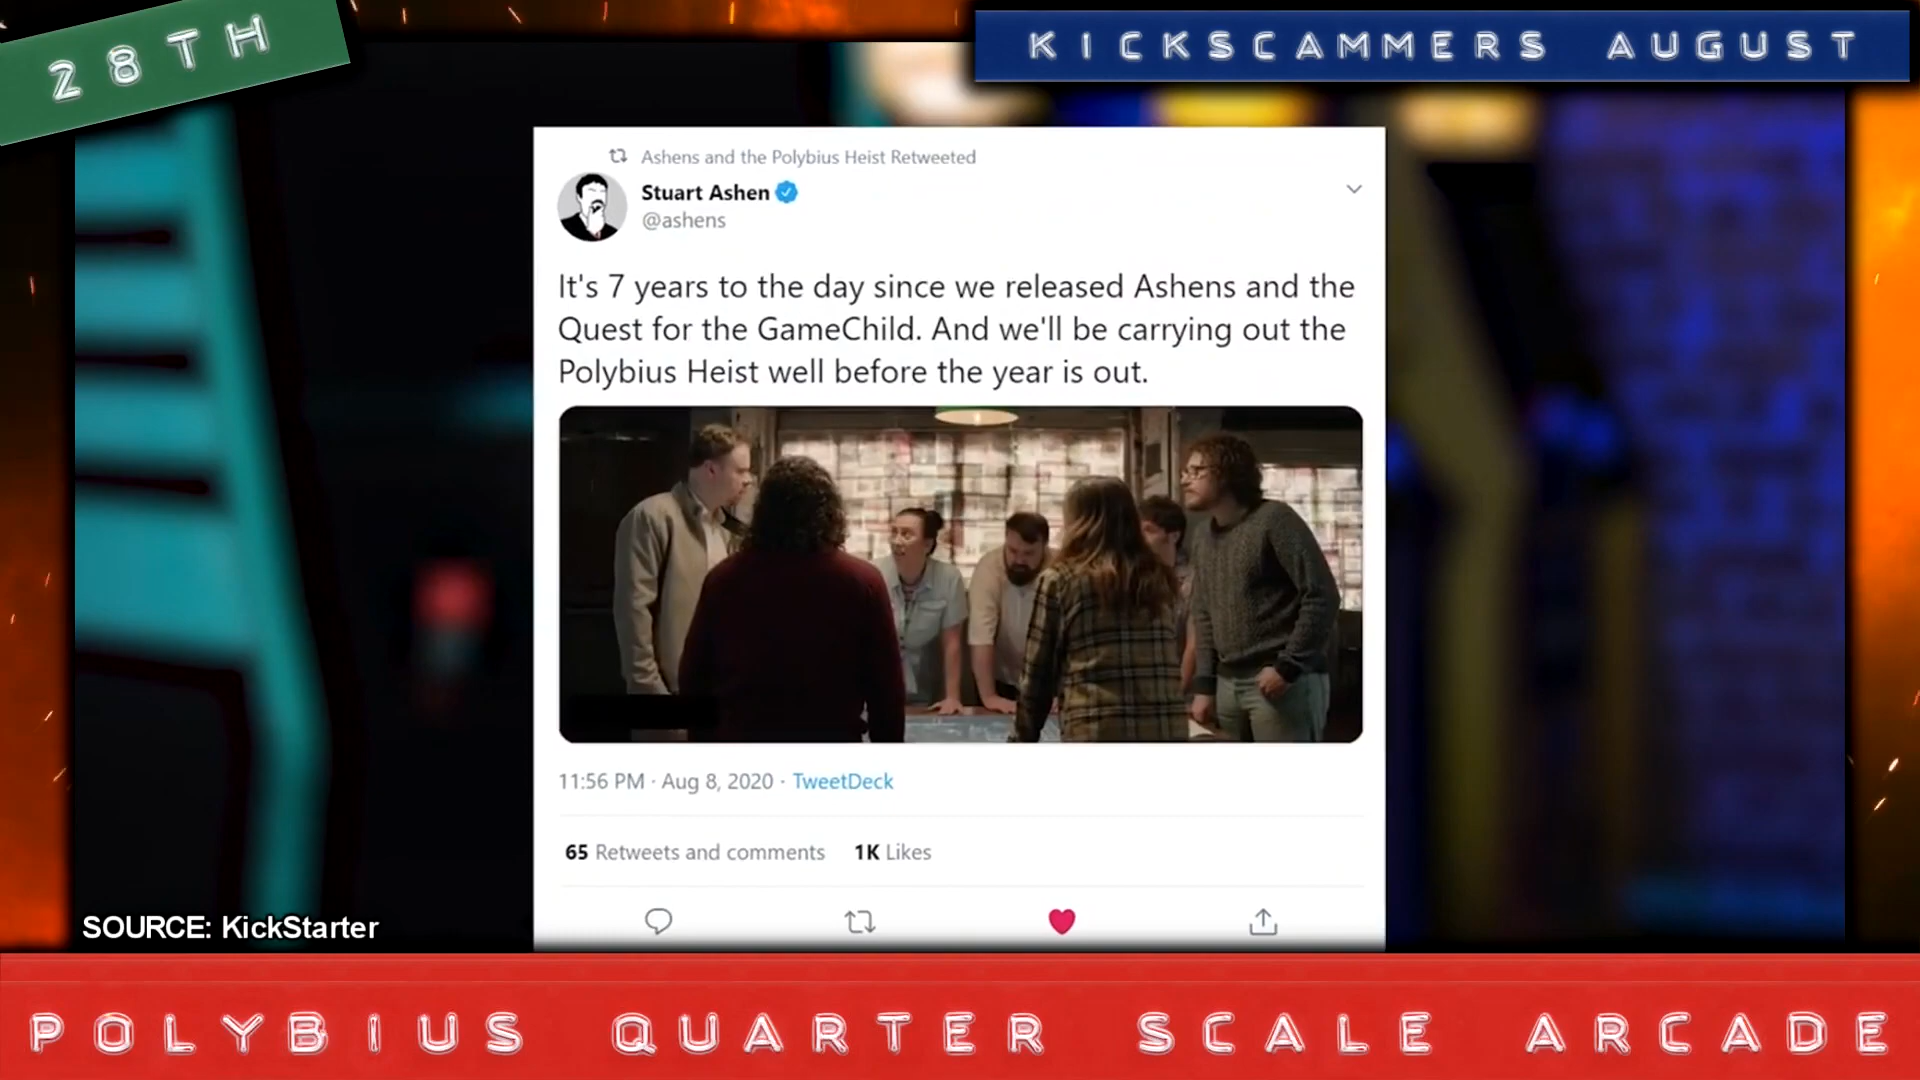 28TH
KICKSCAMMERS AUGUST
Ashens and the Polybius Heist Retweeted
Stuart Ashen
@ashens
It's 7 years to the day since we released Ashens and the
Quest for the GameChild. And we'll be carrying out the
Polybius Heist well before the year is out.
11:56 PM · Aug 8, 2020 · TweetDeck
65 Retweets and comments 1K Likes
SOURCE: KickStarter
POLYBIUS QUARTER SCALE ARCADE